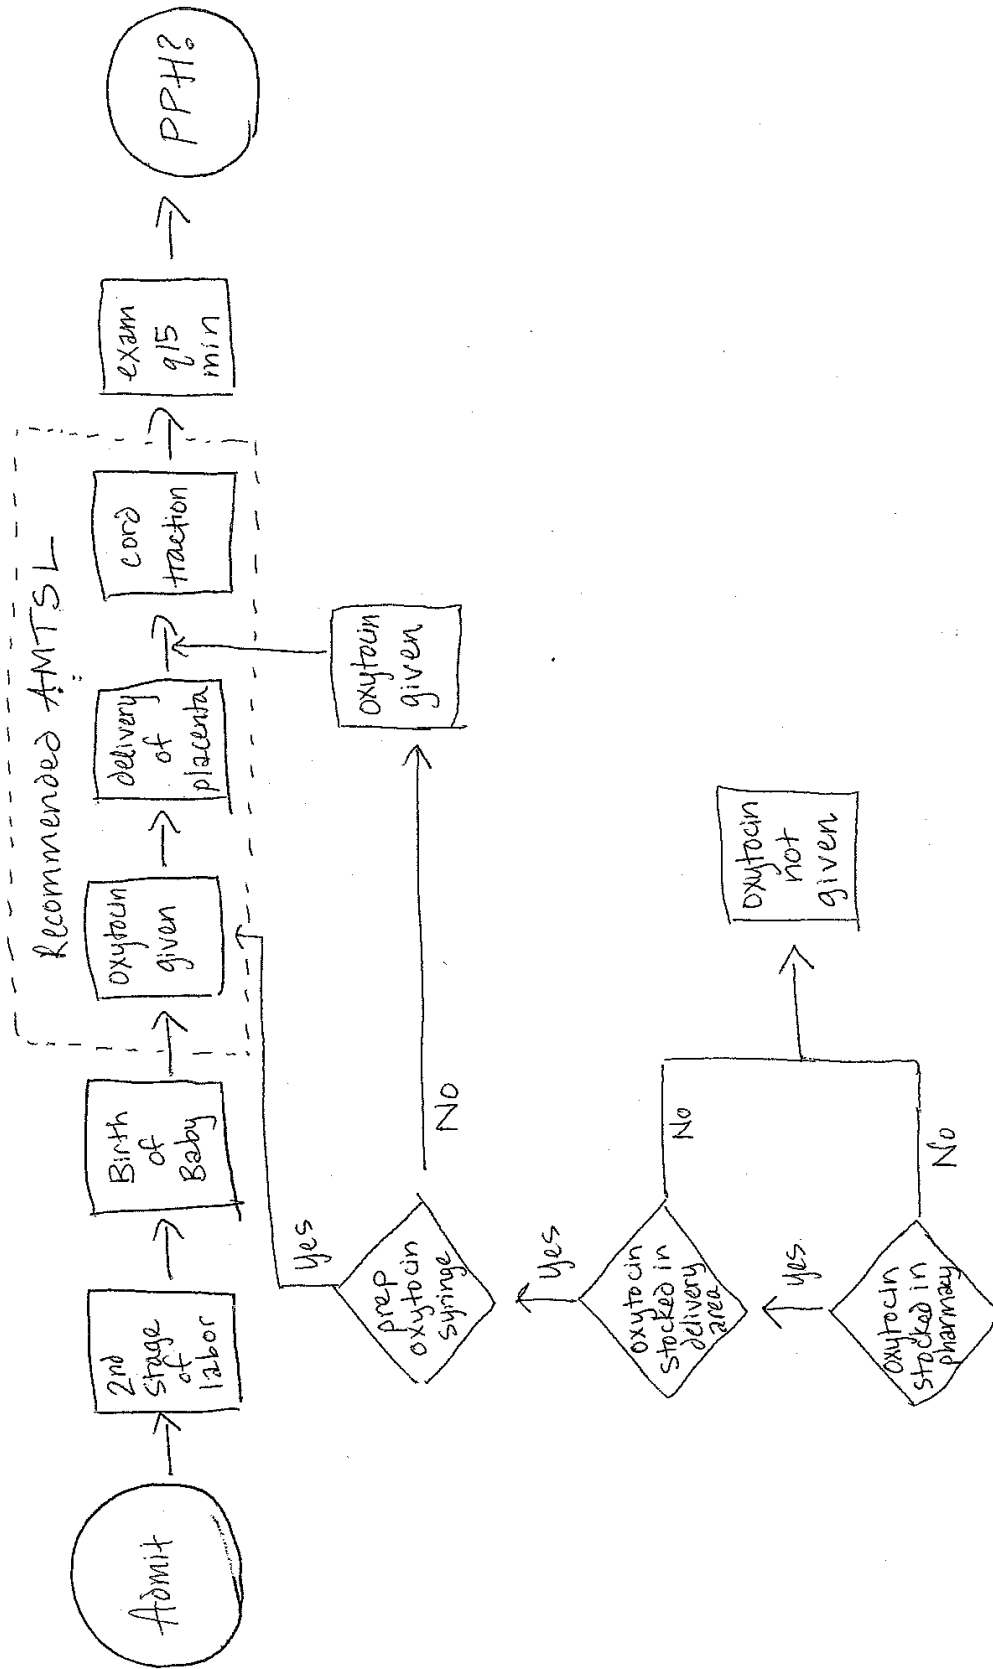 Recommended AMTSL
Admit
2nd
stage
of
labor
Birth
of
Baby
oxytocin
given
delivery
of
placenta
cord
traction
exam
q15
min
PPH?
Yes
prep
oxytocin
syringe
No
oxytocin
given
Yes
oxytocin
stocked in
delivery
area
No
oxytocin
not
given
Yes
oxytocin
stocked in
pharmacy
No